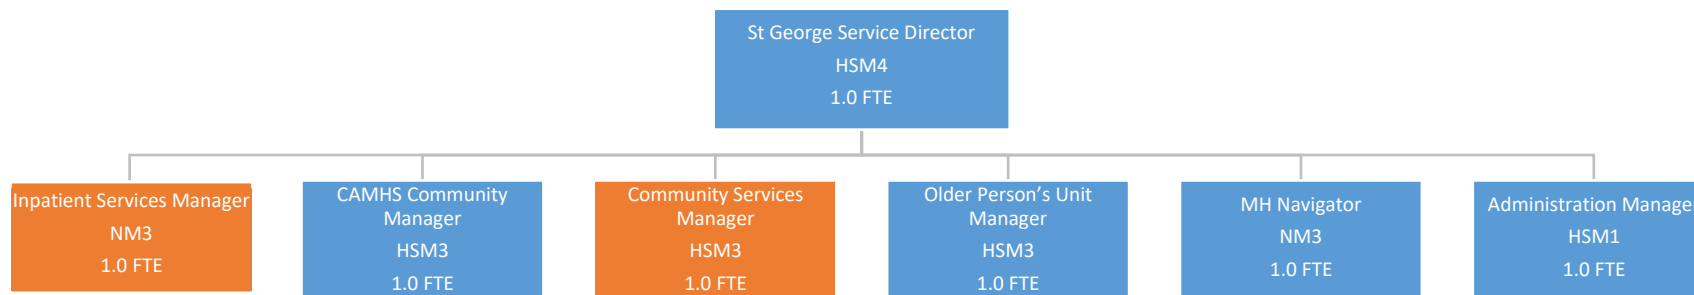 St George Service Director
HSM4
1.0 FTE
Inpatient Services Manager
NM3
1.0 FTE
CAMHS Community
Manager
HSM3
1.0 FTE
Community Services
Manager
HSM3
1.0 FTE
Older Person’s Unit
Manager
HSM3
1.0 FTE
MH Navigator
NM3
1.0 FTE
Administration Manager
HSM1
1.0 FTE